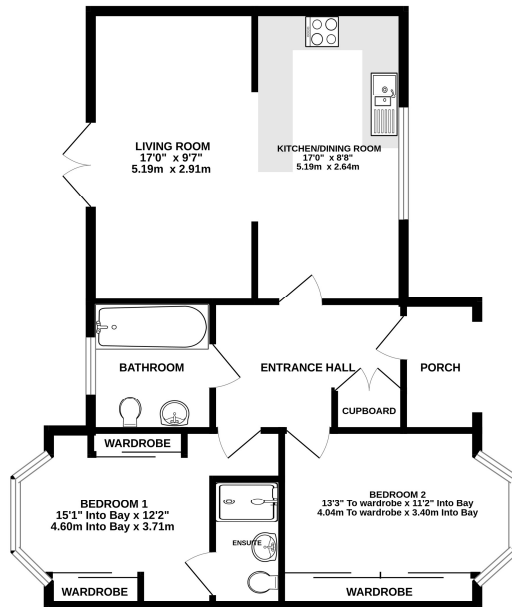 LIVING ROOM
17'0" x 9'7"
5.19m x 2.91m
KITCHEN/DINING ROOM
17'0" x 8'8"
5.19m x 2.64m
BATHROOM
ENTRANCE HALL
PORCH
CUPBOARD
WARDROBE
BEDROOM 1
15'1" Into Bay x 12'2"
4.60m Into Bay x 3.71m
BEDROOM 2
13'3" To wardrobe x 11'2" Into Bay
4.04m To wardrobe x 3.40m Into Bay
ENSUITE
WARDROBE
WARDROBE